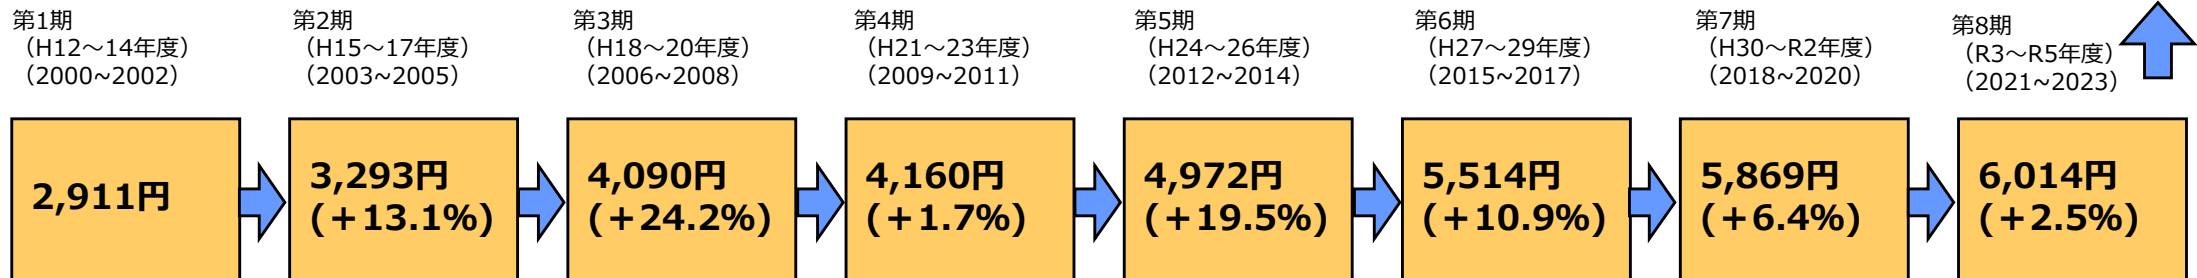 第1期
（H12～14年度）
（2000~2002）
第2期
（H15～17年度）
（2003~2005）
第3期
（H18～20年度）
（2006~2008）
第4期
（H21～23年度）
（2009~2011）
第5期
（H24～26年度）
（2012~2014）
第6期
（H27～29年度）
（2015~2017）
第7期
（H30～R2年度）
（2018~2020）
第8期
（R3～R5年度）
（2021~2023）
2,911円
3,293円
(＋13.1%)
4,090円
(＋24.2%)
4,160円
(＋1.7%)
4,972円
(＋19.5%)
5,514円
(＋10.9%)
5,869円
(＋6.4%)
6,014円
(＋2.5%)